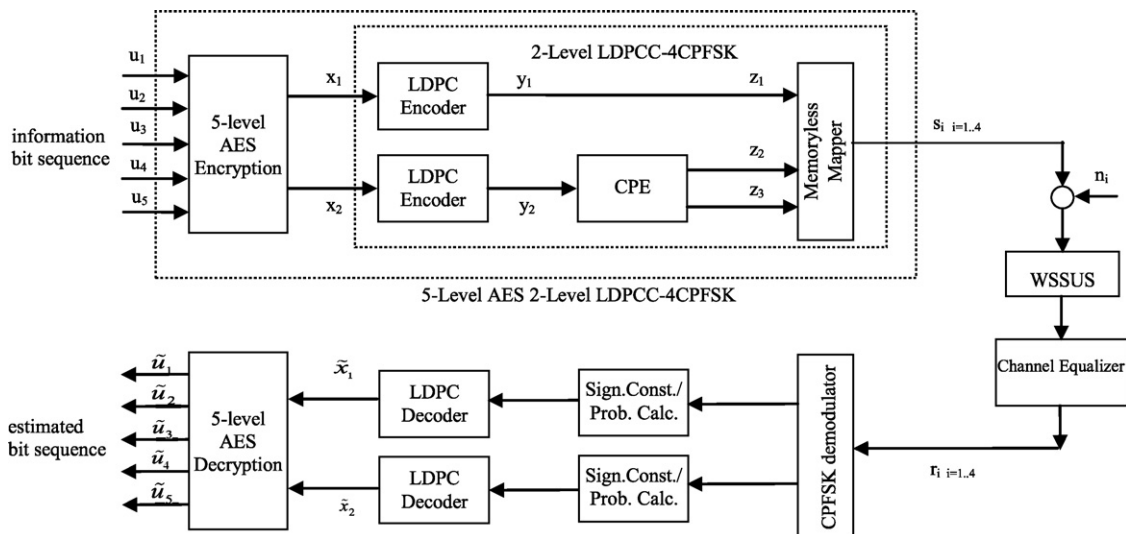 2-Level LDPCC-4CPFSK
u1
u2
u3
u4
u5
information
bit sequence
5-level
AES
Encryption
x1
x2
LDPC
Encoder
y1
LDPC
Encoder
y2
CPE
z1
z2
z3
Memoryless
Mapper
si i=1..4
ni
WSSUS
Channel Equalizer
ri i=1..4
5-Level AES 2-Level LDPCC-4CPFSK
ũ1
ũ2
ũ3
ũ4
ũ5
estimated
bit sequence
5-level
AES
Decryption
x̃1
x̃2
LDPC
Decoder
LDPC
Decoder
Sign.Const./
Prob. Calc.
Sign.Const./
Prob. Calc.
CPFSK demodulator